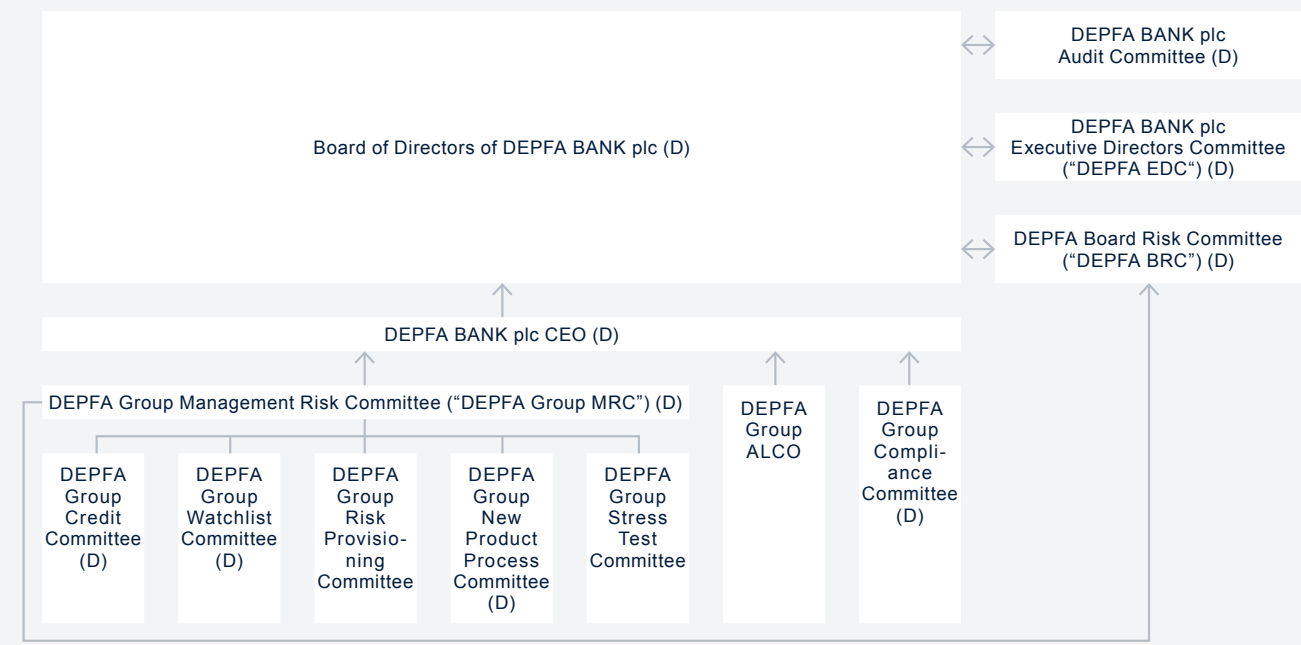 DEPFA BANK plc
Audit Committee (D)
Board of Directors of DEPFA BANK plc (D)
DEPFA BANK plc
Executive Directors Committee
(“DEPFA EDC“) (D)
DEPFA Board Risk Committee
(“DEPFA BRC”) (D)
DEPFA BANK plc CEO (D)
DEPFA Group Management Risk Committee (“DEPFA Group MRC”) (D)
DEPFA
Group
ALCO
DEPFA
Group
Compli-
ance
Committee
(D)
DEPFA
Group
Credit
Committee
(D)
DEPFA
Group
Watchlist
Committee
(D)
DEPFA
Group
Risk
Provisio-
ning
Committee
DEPFA
Group
New
Product
Process
Committee
(D)
DEPFA
Group
Stress
Test
Committee